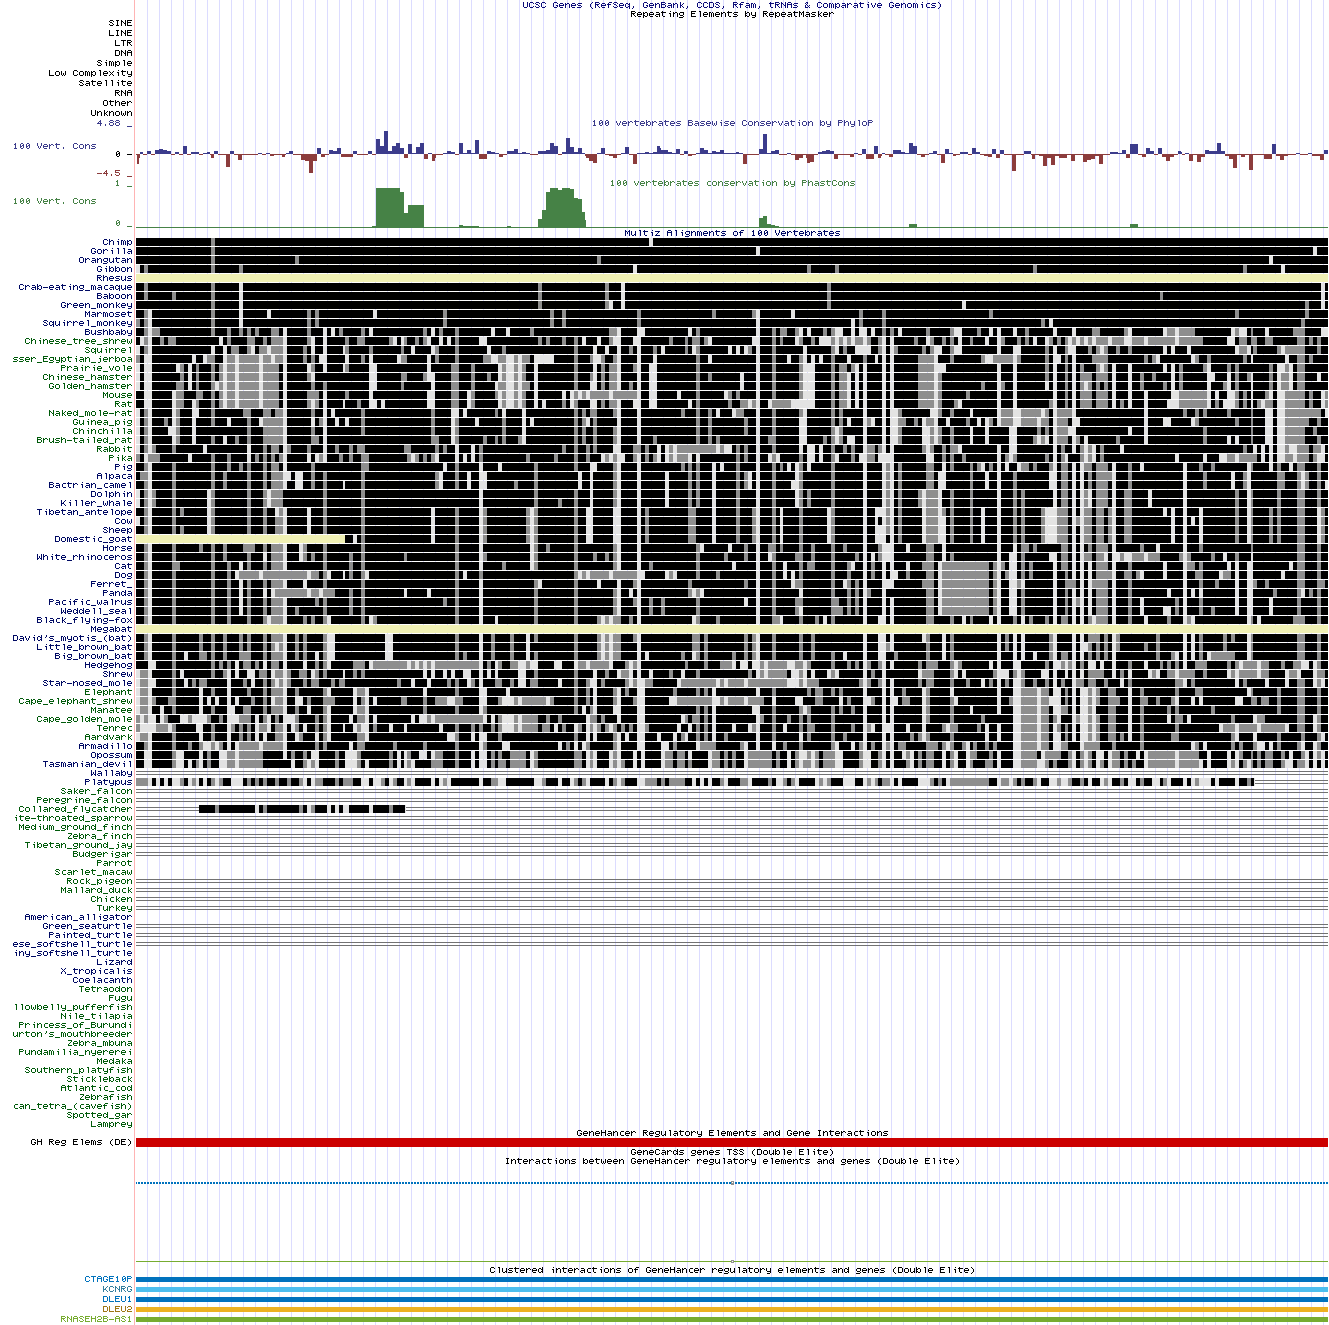 UCSC Genes (RefSeq, GenBank, CCDS, Rfam, tRNAs & Comparative Genomics)
Repeating Elements by RepeatMasker
SINE
LINE
LTR
DNA
Simple
Low Complexity
Satellite
RNA
Other
Unknown
100 vertebrates Basewise Conservation by PhyloP
4.88 _
100 Vert. Cons
0 _
-4.5 _
100 vertebrates conservation by PhastCons
1 _
100 Vert. Cons
0 _
Multiz Alignments of 100 Vertebrates
Chimp
Gorilla
Orangutan
Gibbon
Rhesus
Crab-eating_macaque
Baboon
Green_monkey
Marmoset
Squirrel_monkey
Bushbaby
Chinese_tree_shrew
Squirrel
sser_Egyptian_jerboa
Prairie_vole
Chinese_hamster
Golden_hamster
Mouse
Rat
Naked_mole-rat
Guinea_pig
Chinchilla
Brush-tailed_rat
Rabbit
Pika
Pig
Alpaca
Bactrian_camel
Dolphin
Killer_whale
Tibetan_antelope
Cow
Sheep
Domestic_goat
Horse
White_rhinoceros
Cat
Dog
Ferret_
Panda
Pacific_walrus
Weddell_seal
Black_flying-fox
Megabat
David's_myotis_(bat)
Little_brown_bat
Big_brown_bat
Hedgehog
Shrew
Star-nosed_mole
Elephant
Cape_elephant_shrew
Manatee
Cape_golden_mole
Tenrec
Aardvark
Armadillo
Opossum
Tasmanian_devil
Wallaby
Platypus
Saker_falcon
Peregrine_falcon
Collared_flycatcher
ite-throated_sparrow
Medium_ground_finch
Zebra_finch
Tibetan_ground_jay
Budgerigar
Parrot
Scarlet_macaw
Rock_pigeon
Mallard_duck
Chicken
Turkey
American_alligator
Green_seaturtle
Painted_turtle
ese_softshell_turtle
iny_softshell_turtle
Lizard
X_tropicalis
Coelacanth
Tetraodon
Fugu
llowbelly_pufferfish
Nile_tilapia
Princess_of_Burundi
urton's_mouthbreeder
Zebra_mbuna
Pundamilia_nyererei
Medaka
Southern_platyfish
Stickleback
Atlantic_cod
Zebrafish
can_tetra_(cavefish)
Spotted_gar
Lamprey
GeneHancer Regulatory Elements and Gene Interactions
GH Reg Elems (DE)
GeneCards genes TSS (Double Elite)
Interactions between GeneHancer regulatory elements and genes (Double Elite)
Clustered interactions of GeneHancer regulatory elements and genes (Double Elite)
CTAGE10P
KCNRG
DLEU1
DLEU2
RNASEH2B-AS1